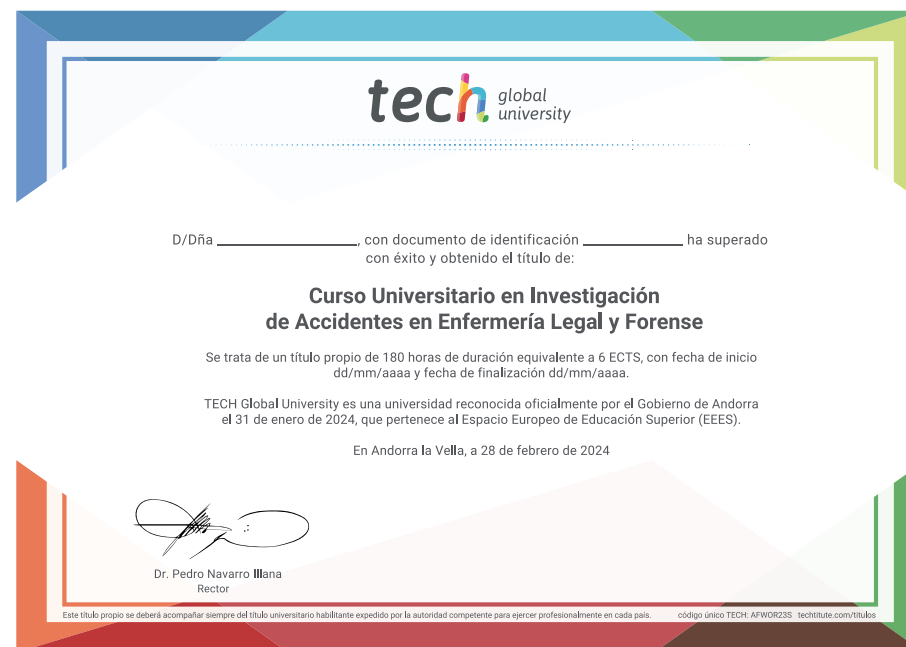 tech global
university
D/Dña ____________________, con documento de identificación ______________ ha superado
con éxito y obtenido el título de:
Curso Universitario en Investigación
de Accidentes en Enfermería Legal y Forense
Se trata de un título propio de 180 horas de duración equivalente a 6 ECTS, con fecha de inicio
dd/mm/aaaa y fecha de finalización dd/mm/aaaa.
TECH Global University es una universidad reconocida oficialmente por el Gobierno de Andorra
el 31 de enero de 2024, que pertenece al Espacio Europeo de Educación Superior (EEES).
En Andorra la Vella, a 28 de febrero de 2024
Dr. Pedro Navarro Illana
Rector
Este título propio se deberá acompañar siempre del título universitario habilitante expedido por la autoridad competente para ejercer profesionalmente en cada país. código único TECH: AFWOR23S techtitute.com/titulos